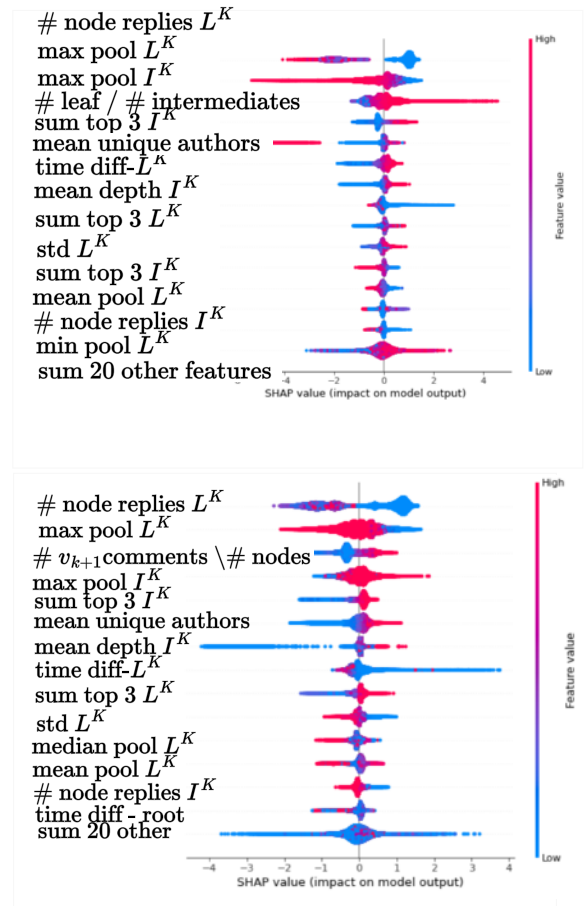 # node replies L^K
High
max pool L^K
max pool I^K
# leaf / # intermediates
sum top 3 I^K
mean unique authors
time diff-L^K
mean depth I^K
sum top 3 L^K
std L^K
sum top 3 I^K
mean pool L^K
# node replies I^K
min pool L^K
sum 20 other features
Feature value
Low
-4 -2 0 2 4
SHAP value (impact on model output)
High
# node replies L^K
max pool L^K
# v_{k+1} comments \# nodes
max pool I^K
sum top 3 I^K
mean unique authors
mean depth I^K
time diff-L^K
sum top 3 L^K
std L^K
median pool L^K
mean pool L^K
# node replies I^K
time diff - root
sum 20 other
Feature value
Low
−4 −3 −2 −1 0 1 2 3 4
SHAP value (impact on model output)